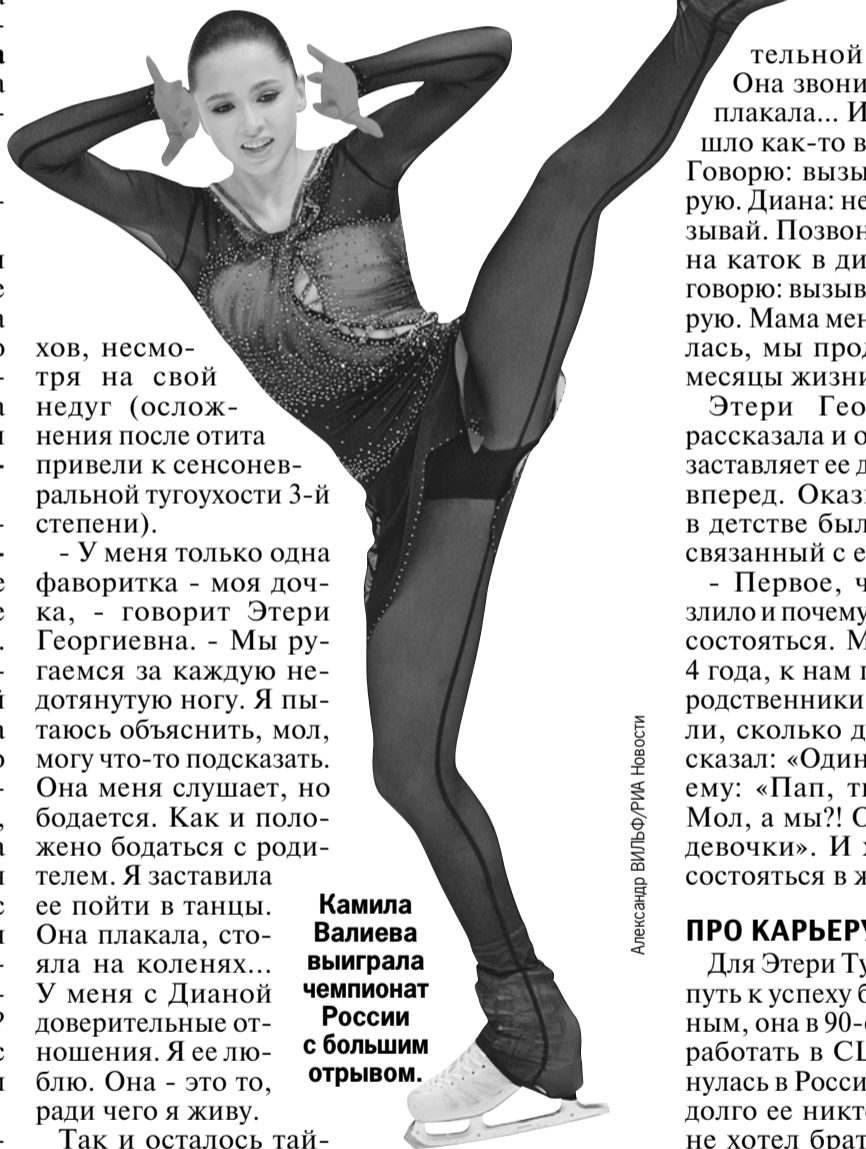 хов, несмо-
тря на свой
недуг (ослож-
нения после отита
привели к сенсонев-
ральной тугоухости 3-й
степени).
- У меня только одна
фаворитка - моя доч-
ка, - говорит Этери
Георгиевна. - Мы ру-
гаемся за каждую не-
дотянутую ногу. Я пы-
таюсь объяснить, мол,
могу что-то подсказать.
Она меня слушает, но
бодается. Как и поло-
жено бодаться с роди-
телем. Я заставила
ее пойти в танцы.
Она плакала, сто-
яла на коленях...
У меня с Дианой
доверительные от-
ношения. Я ее лю-
блю. Она - это то,
ради чего я живу.
Так и осталось тай-
Камила
Валиева
выиграла
чемпионат
России
с большим
отрывом.
Александр ВИЛЬФ/РИА Новости
тельной
Она звони
плакала... И
шло как-то в
Говорю: вызы
рую. Диана: не
зывай. Позвон
на каток в ди
говорю: вызыв
рую. Мама мен
лась, мы прод
месяцы жизни
Этери Гео
рассказала и о
заставляет ее д
вперед. Оказ
в детстве был
связанный с е
- Первое, ч
злило и почему
состояться. М
4 года, к нам п
родственники
ли, сколько д
сказал: «Один
ему: «Пап, ты
Мол, а мы?! О
девочки». И х
состояться в ж
ПРО КАРЬЕРУ
Для Этери Ту
путь к успеху б
ным, она в 90-е
работать в СШ
нулась в Росси
долго ее никто
не хотел брат